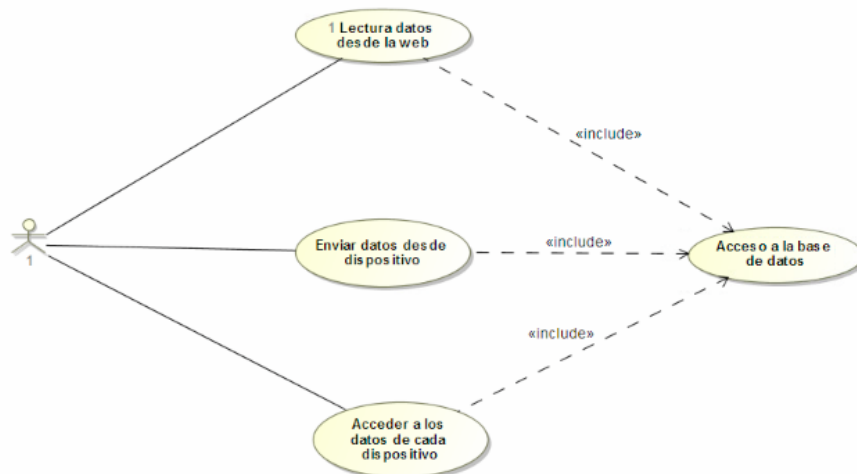 1 Lectura datos
desde la web
«include»
1
Enviar datos desde
dispositivo
«include»
Acceso a la base
de datos
«include»
Acceder a los
datos de cada
dispositivo